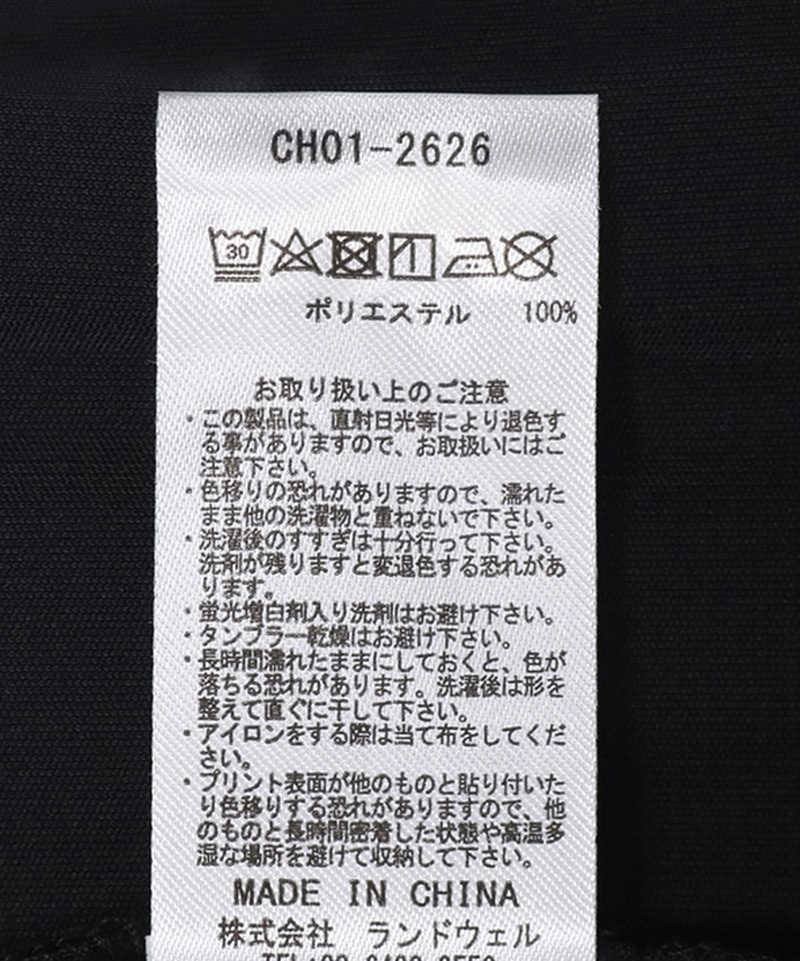 CH01-2626
30
ポリエステル 100%
お取り扱い上のご注意
・この製品は、直射日光等により退色す
る事がありますので、お取扱いにはご
注意下さい。
・色移りの恐れがありますので、濡れた
まま他の洗濯物と重ねないで下さい。
・洗濯後のすすぎは十分行って下さい。
洗剤が残りますと変退色する恐れがあ
ります。
・蛍光増白剤入り洗剤はお避け下さい。
・タンブラー乾燥はお避け下さい。
・長時間濡れたままにしておくと、色が
落ちる恐れがあります。洗濯後は形を
整えて直ぐに干して下さい。
・アイロンをする際は当て布をしてくだ
さい。
・プリント表面が他のものと貼り付いた
り色移りする恐れがありますので、他
のものと長時間密着した状態や高温多
湿な場所を避けて収納して下さい。
MADE IN CHINA
株式会社 ランドウェル